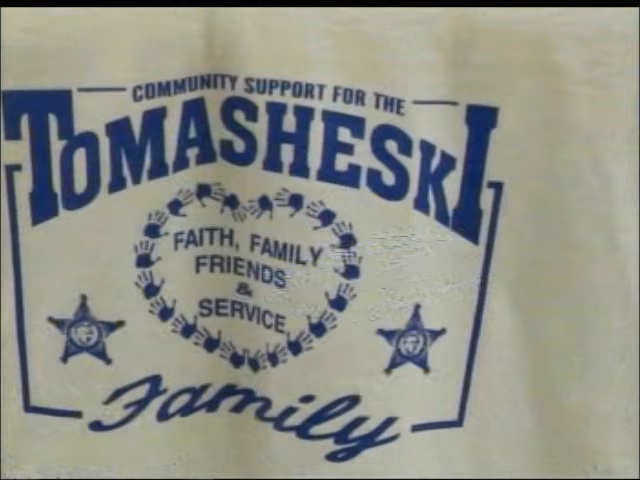 COMMUNITY SUPPORT FOR THE
TOMASHESKI
FAITH, FAMILY
FRIENDS
&
SERVICE
Family